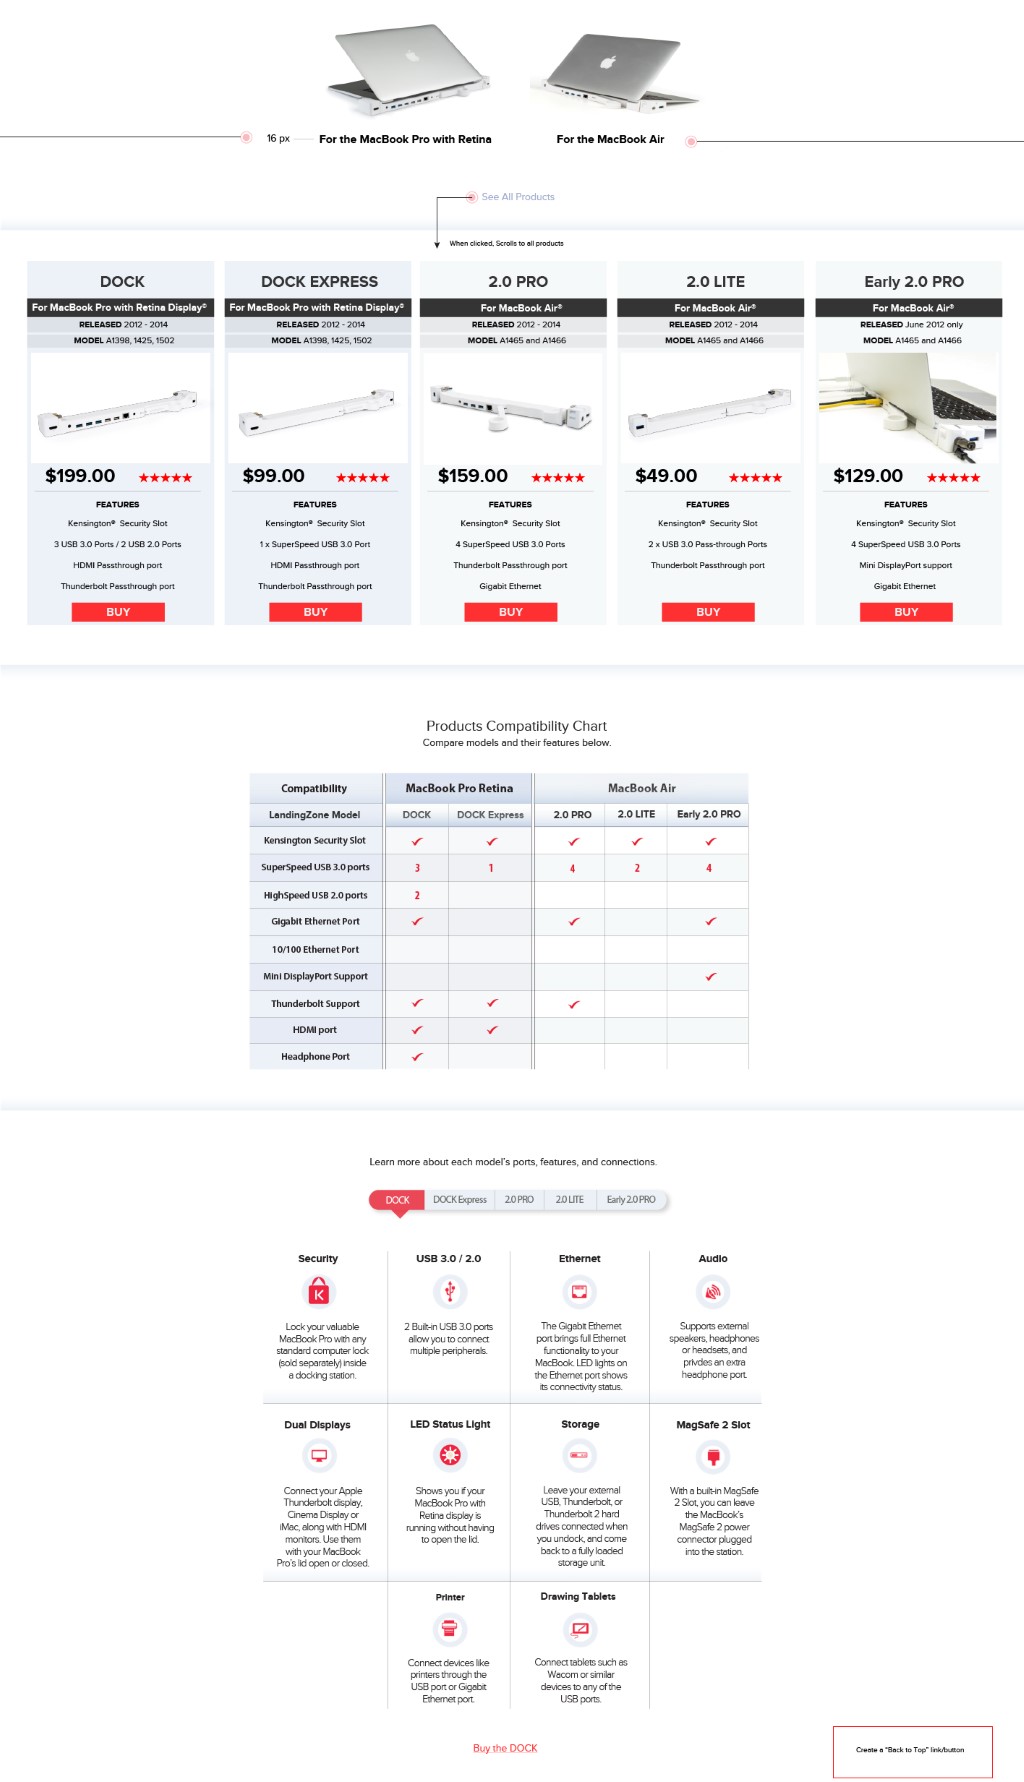 16 px
For the MacBook Pro with Retina
For the MacBook Air
See All Products
When clicked, Scrolls to all products
DOCK
For MacBook Pro with Retina Display®
RELEASED 2012 - 2014
MODEL A1398, 1425, 1502
$199.00
FEATURES
Kensington® Security Slot
3 USB 3.0 Ports / 2 USB 2.0 Ports
HDMI Passthrough port
Thunderbolt Passthrough port
BUY
DOCK EXPRESS
For MacBook Pro with Retina Display®
RELEASED 2012 - 2014
MODEL A1398, 1425, 1502
$99.00
FEATURES
Kensington® Security Slot
1 x SuperSpeed USB 3.0 Port
HDMI Passthrough port
Thunderbolt Passthrough port
BUY
2.0 PRO
For MacBook Air®
RELEASED 2012 - 2014
MODEL A1465 and A1466
$159.00
FEATURES
Kensington® Security Slot
4 SuperSpeed USB 3.0 Ports
Thunderbolt Passthrough port
Gigabit Ethernet
BUY
2.0 LITE
For MacBook Air®
RELEASED 2012 - 2014
MODEL A1465 and A1466
$49.00
FEATURES
Kensington® Security Slot
2 x USB 3.0 Pass-through Ports
Thunderbolt Passthrough port
BUY
Early 2.0 PRO
For MacBook Air®
RELEASED June 2012 only
MODEL A1465 and A1466
$129.00
FEATURES
Kensington® Security Slot
4 SuperSpeed USB 3.0 Ports
Mini DisplayPort support
Gigabit Ethernet
BUY
Products Compatibility Chart
Compare models and their features below.
Compatibility MacBook Pro Retina MacBook Air
LandingZone Model DOCK DOCK Express 2.0 PRO 2.0 LITE Early 2.0 PRO
Kensington Security Slot
SuperSpeed USB 3.0 ports 3 1 4 2 4
HighSpeed USB 2.0 ports 2
Gigabit Ethernet Port
10/100 Ethernet Port
Mini DisplayPort Support
Thunderbolt Support
HDMI port
Headphone Port
Learn more about each model's ports, features, and connections.
DOCK DOCK Express 2.0 PRO 2.0 LITE Early 2.0 PRO
Security
K
Lock your valuable
MacBook Pro with any
standard computer lock
(sold separately) inside
a docking station.
USB 3.0 / 2.0
2 Built-in USB 3.0 ports
allow you to connect
multiple peripherals.
Ethernet
The Gigabit Ethernet
port brings full Ethernet
functionality to your
MacBook. LED lights on
the Ethernet port shows
its connectivity status.
Audio
Supports external
speakers, headphones
or headsets, and
privdes an extra
headphone port.
Dual Displays
Connect your Apple
Thunderbolt display,
Cinema Display or
iMac, along with HDMI
monitors. Use them
with your MacBook
Pro's lid open or closed.
LED Status Light
Shows you if your
MacBook Pro with
Retina display is
running without having
to open the lid.
Storage
Leave your external
USB, Thunderbolt, or
Thunderbolt 2 hard
drives connected when
you undock, and come
back to a fully loaded
storage unit.
MagSafe 2 Slot
With a built-in MagSafe
2 Slot, you can leave
the MacBook's
MagSafe 2 power
connector plugged
into the station.
Printer
Connect devices like
printers through the
USB port or Gigabit
Ethernet port.
Drawing Tablets
Connect tablets such as
Wacom or similar
devices to any of the
USB ports.
Buy the DOCK
Create a "Back to Top" link/button